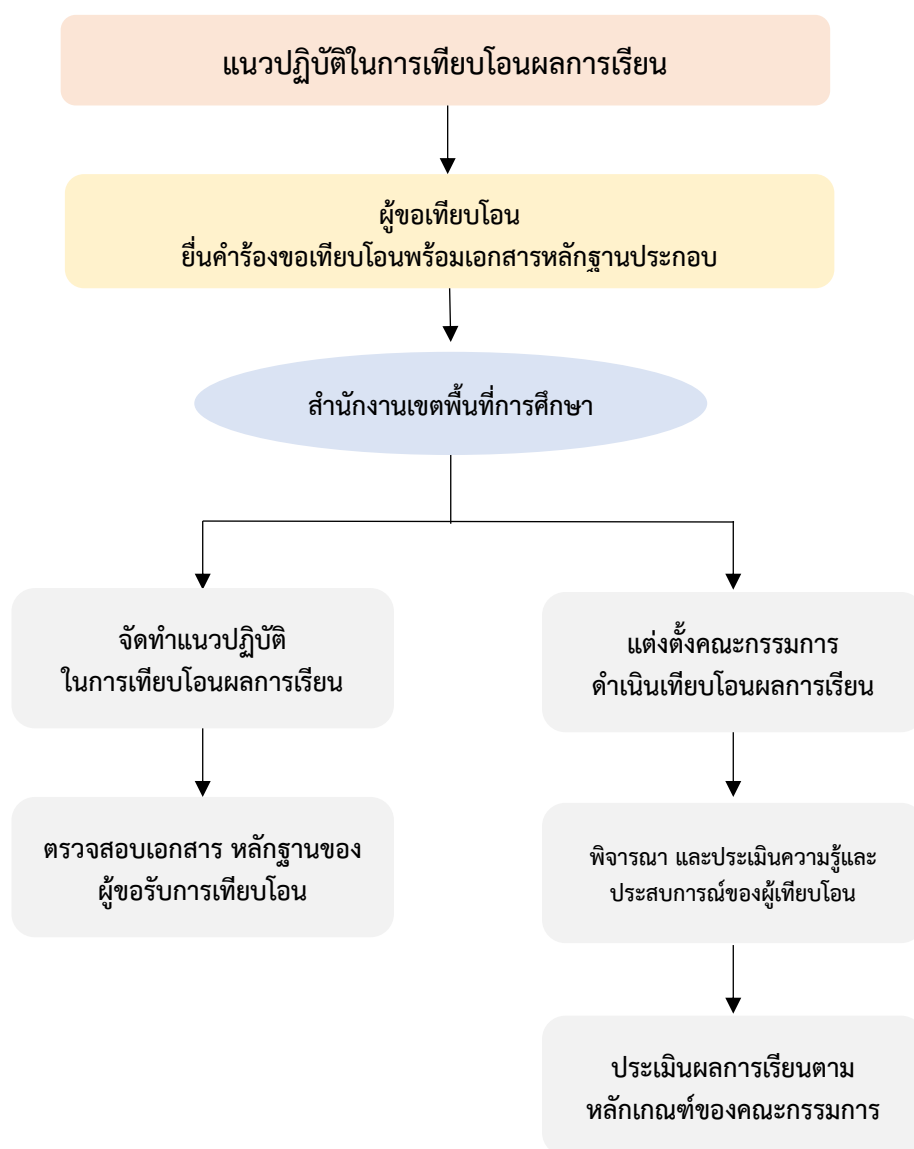 แนวปฏิบัติในการเทียบโอนผลการเรียน
ผู้ขอเทียบโอน
ยื่นคำร้องขอเทียบโอนพร้อมเอกสารหลักฐานประกอบ
สำนักงานเขตพื้นที่การศึกษา
จัดทำแนวปฏิบัติ
ในการเทียบโอนผลการเรียน
แต่งตั้งคณะกรรมการ
ดำเนินเทียบโอนผลการเรียน
ตรวจสอบเอกสาร หลักฐานของ
ผู้ขอรับการเทียบโอน
พิจารณา และประเมินความรู้และ
ประสบการณ์ของผู้เทียบโอน
ประเมินผลการเรียนตาม
หลักเกณฑ์ของคณะกรรมการ